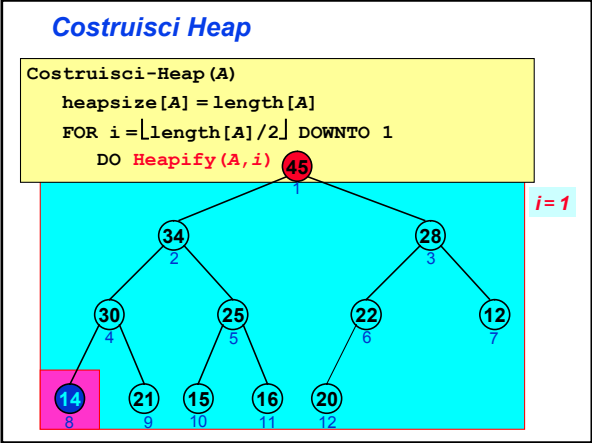 Costruisci Heap
Costruisci-Heap(A)
heapsize[A] = length[A]
FOR i = ⌊length[A]/2⌋ DOWNTO 1
DO Heapify(A,i)
45
1
i = 1
34 28
2 3
30 25 22 12
4 5 6 7
14 21 15 16 20
8 9 10 11 12